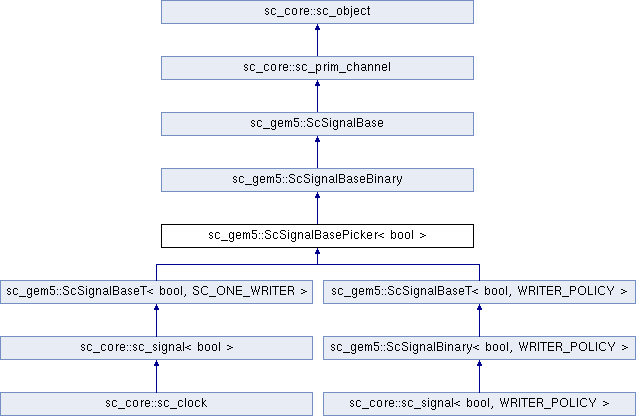 sc_core::sc_object
sc_core::sc_prim_channel
sc_gem5::ScSignalBase
sc_gem5::ScSignalBaseBinary
sc_gem5::ScSignalBasePicker< bool >
sc_gem5::ScSignalBaseT< bool, SC_ONE_WRITER >
sc_gem5::ScSignalBaseT< bool, WRITER_POLICY >
sc_core::sc_signal< bool >
sc_gem5::ScSignalBinary< bool, WRITER_POLICY >
sc_core::sc_clock
sc_core::sc_signal< bool, WRITER_POLICY >